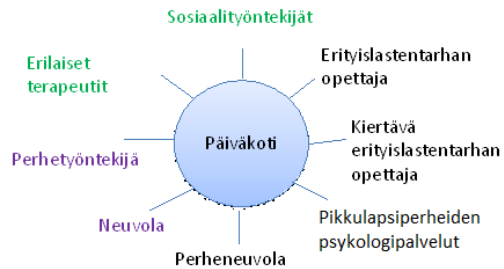 Sosiaalityöntekijät
Erityislastentarhan
opettaja
Erilaiset
terapeutit
Päiväkoti
Kiertävä
erityislastentarhan
opettaja
Perhetyöntekijä
Neuvola
Pikkulapsiperheiden
psykologipalvelut
Perheneuvola